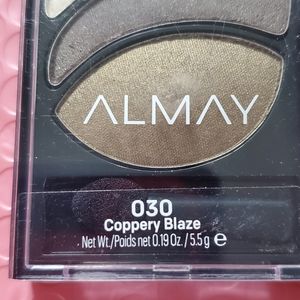 ALMAY
030
Coppery Blaze
Net Wt./Poids net 0.19 Oz. / 5.5 g ℮